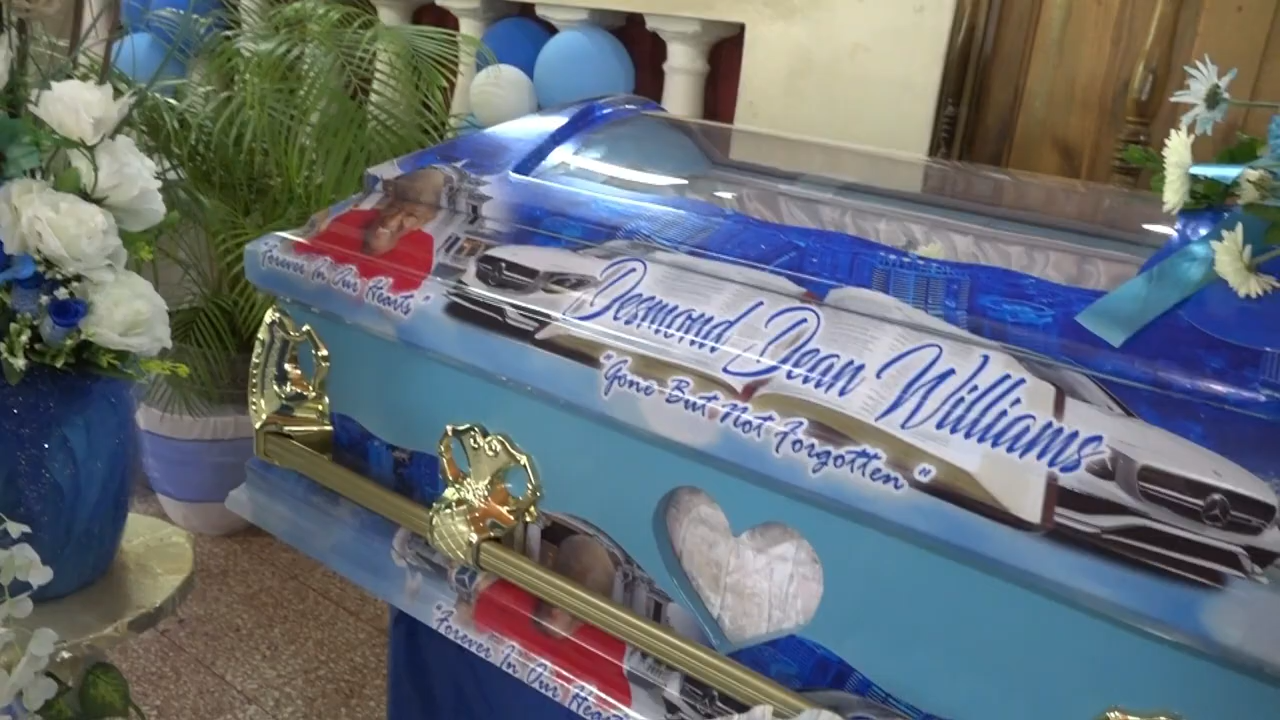 "Forever In Our Hearts"
Desmond Dean Williams
"Gone But Not Forgotten"
"Forever In Our Hearts